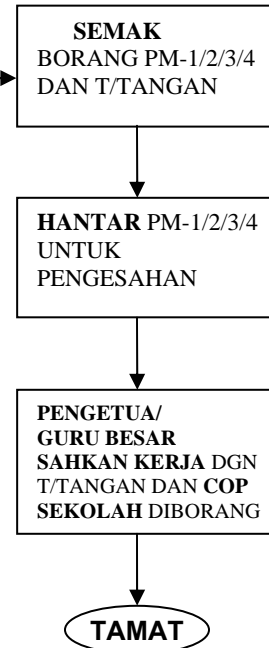 SEMAK
BORANG PM-1/2/3/4
DAN T/TANGAN
HANTAR PM-1/2/3/4
UNTUK
PENGESAHAN
PENGETUA/
GURU BESAR
SAHKAN KERJA DGN
T/TANGAN DAN COP
SEKOLAH DIBORANG
TAMAT